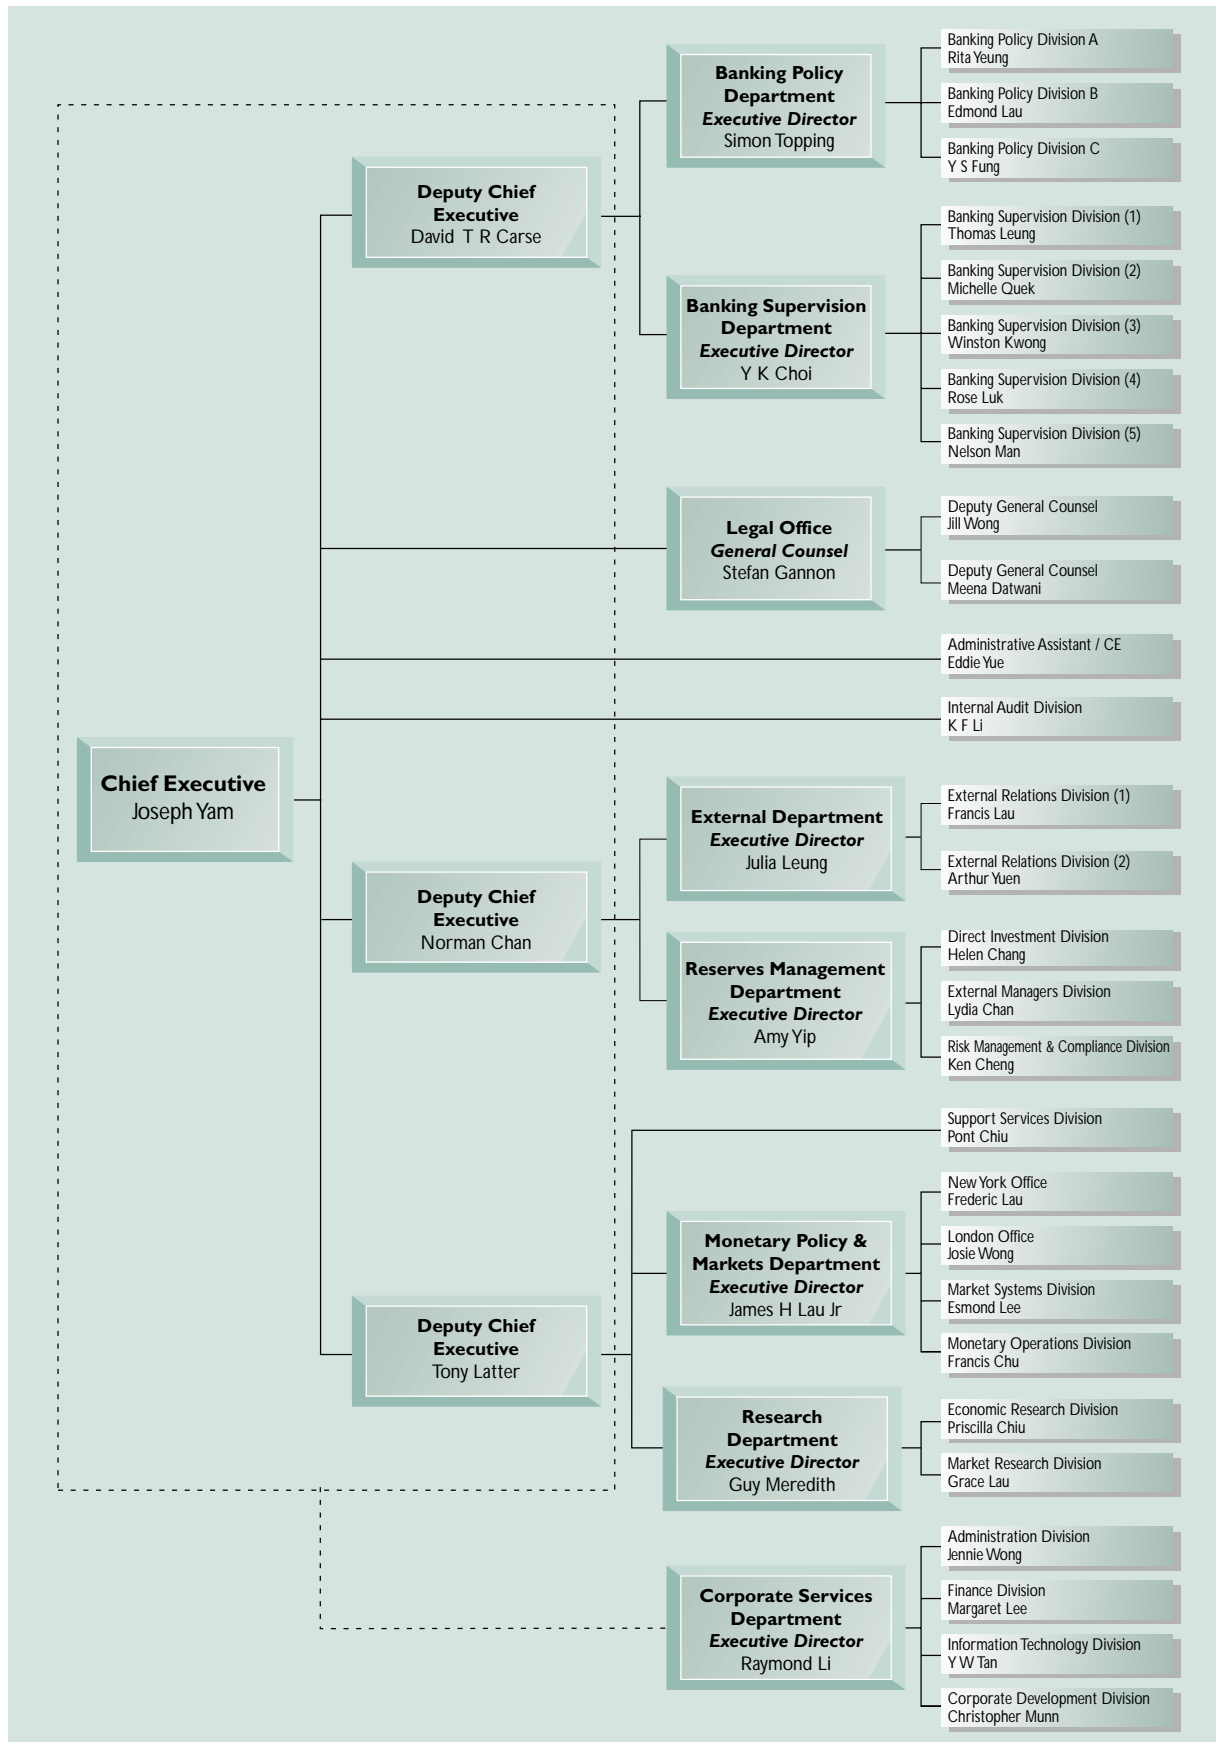 Chief Executive
Joseph Yam
Deputy Chief
Executive
David T R Carse
Banking Policy
Department
Executive Director
Simon Topping
Banking Policy Division A
Rita Yeung
Banking Policy Division B
Edmond Lau
Banking Policy Division C
Y S Fung
Banking Supervision
Department
Executive Director
Y K Choi
Banking Supervision Division (1)
Thomas Leung
Banking Supervision Division (2)
Michelle Quek
Banking Supervision Division (3)
Winston Kwong
Banking Supervision Division (4)
Rose Luk
Banking Supervision Division (5)
Nelson Man
Legal Office
General Counsel
Stefan Gannon
Deputy General Counsel
Jill Wong
Deputy General Counsel
Meena Datwani
Administrative Assistant / CE
Eddie Yue
Internal Audit Division
K F Li
Deputy Chief
Executive
Norman Chan
External Department
Executive Director
Julia Leung
External Relations Division (1)
Francis Lau
External Relations Division (2)
Arthur Yuen
Reserves Management
Department
Executive Director
Amy Yip
Direct Investment Division
Helen Chang
External Managers Division
Lydia Chan
Risk Management & Compliance Division
Ken Cheng
Deputy Chief
Executive
Tony Latter
Support Services Division
Pont Chiu
Monetary Policy &
Markets Department
Executive Director
James H Lau Jr
New York Office
Frederic Lau
London Office
Josie Wong
Market Systems Division
Esmond Lee
Monetary Operations Division
Francis Chu
Research
Department
Executive Director
Guy Meredith
Economic Research Division
Priscilla Chiu
Market Research Division
Grace Lau
Corporate Services
Department
Executive Director
Raymond Li
Administration Division
Jennie Wong
Finance Division
Margaret Lee
Information Technology Division
Y W Tan
Corporate Development Division
Christopher Munn